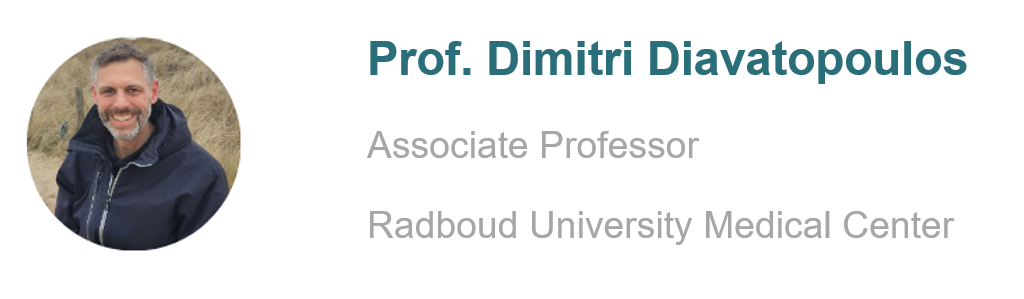 Prof. Dimitri Diavatopoulos
Associate Professor
Radboud University Medical Center